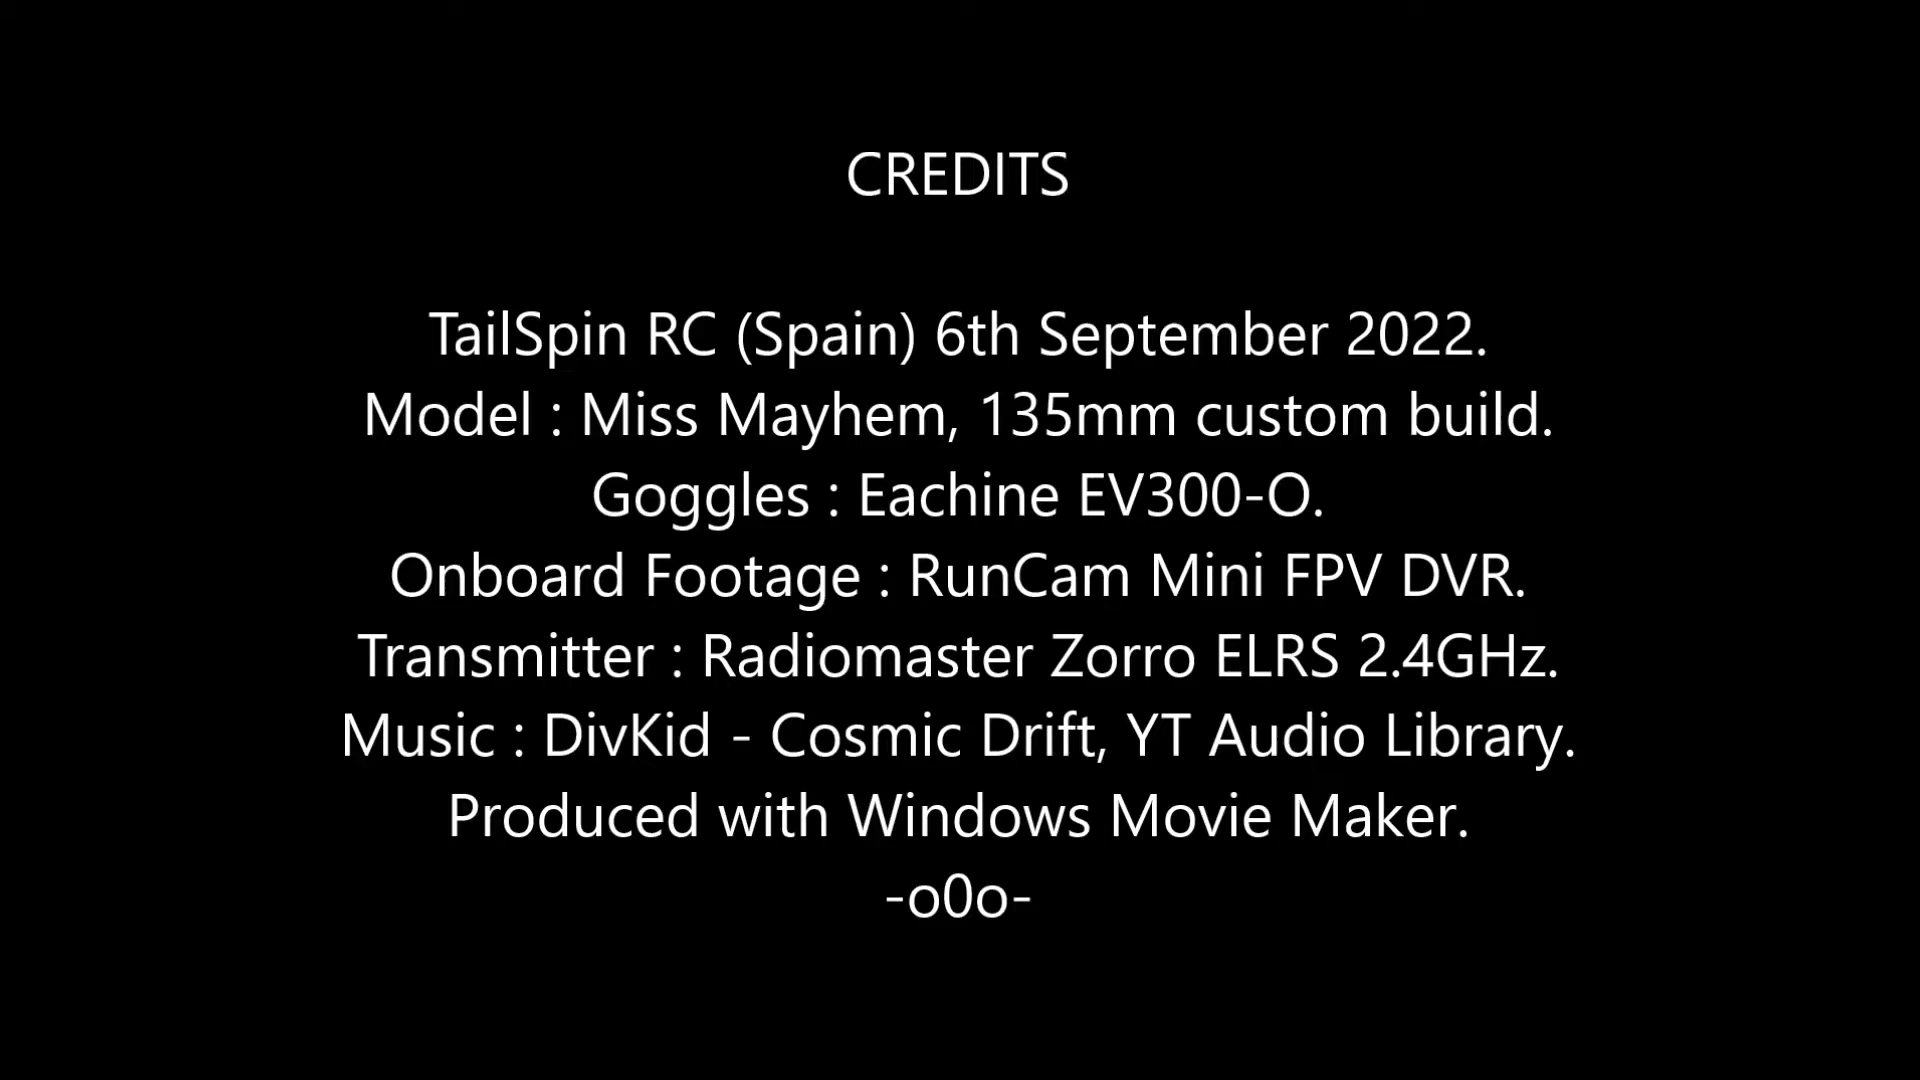 CREDITS
TailSpin RC (Spain) 6th September 2022.
Model : Miss Mayhem, 135mm custom build.
Goggles : Eachine EV300-O.
Onboard Footage : RunCam Mini FPV DVR.
Transmitter : Radiomaster Zorro ELRS 2.4GHz.
Music : DivKid - Cosmic Drift, YT Audio Library.
Produced with Windows Movie Maker.
-o0o-